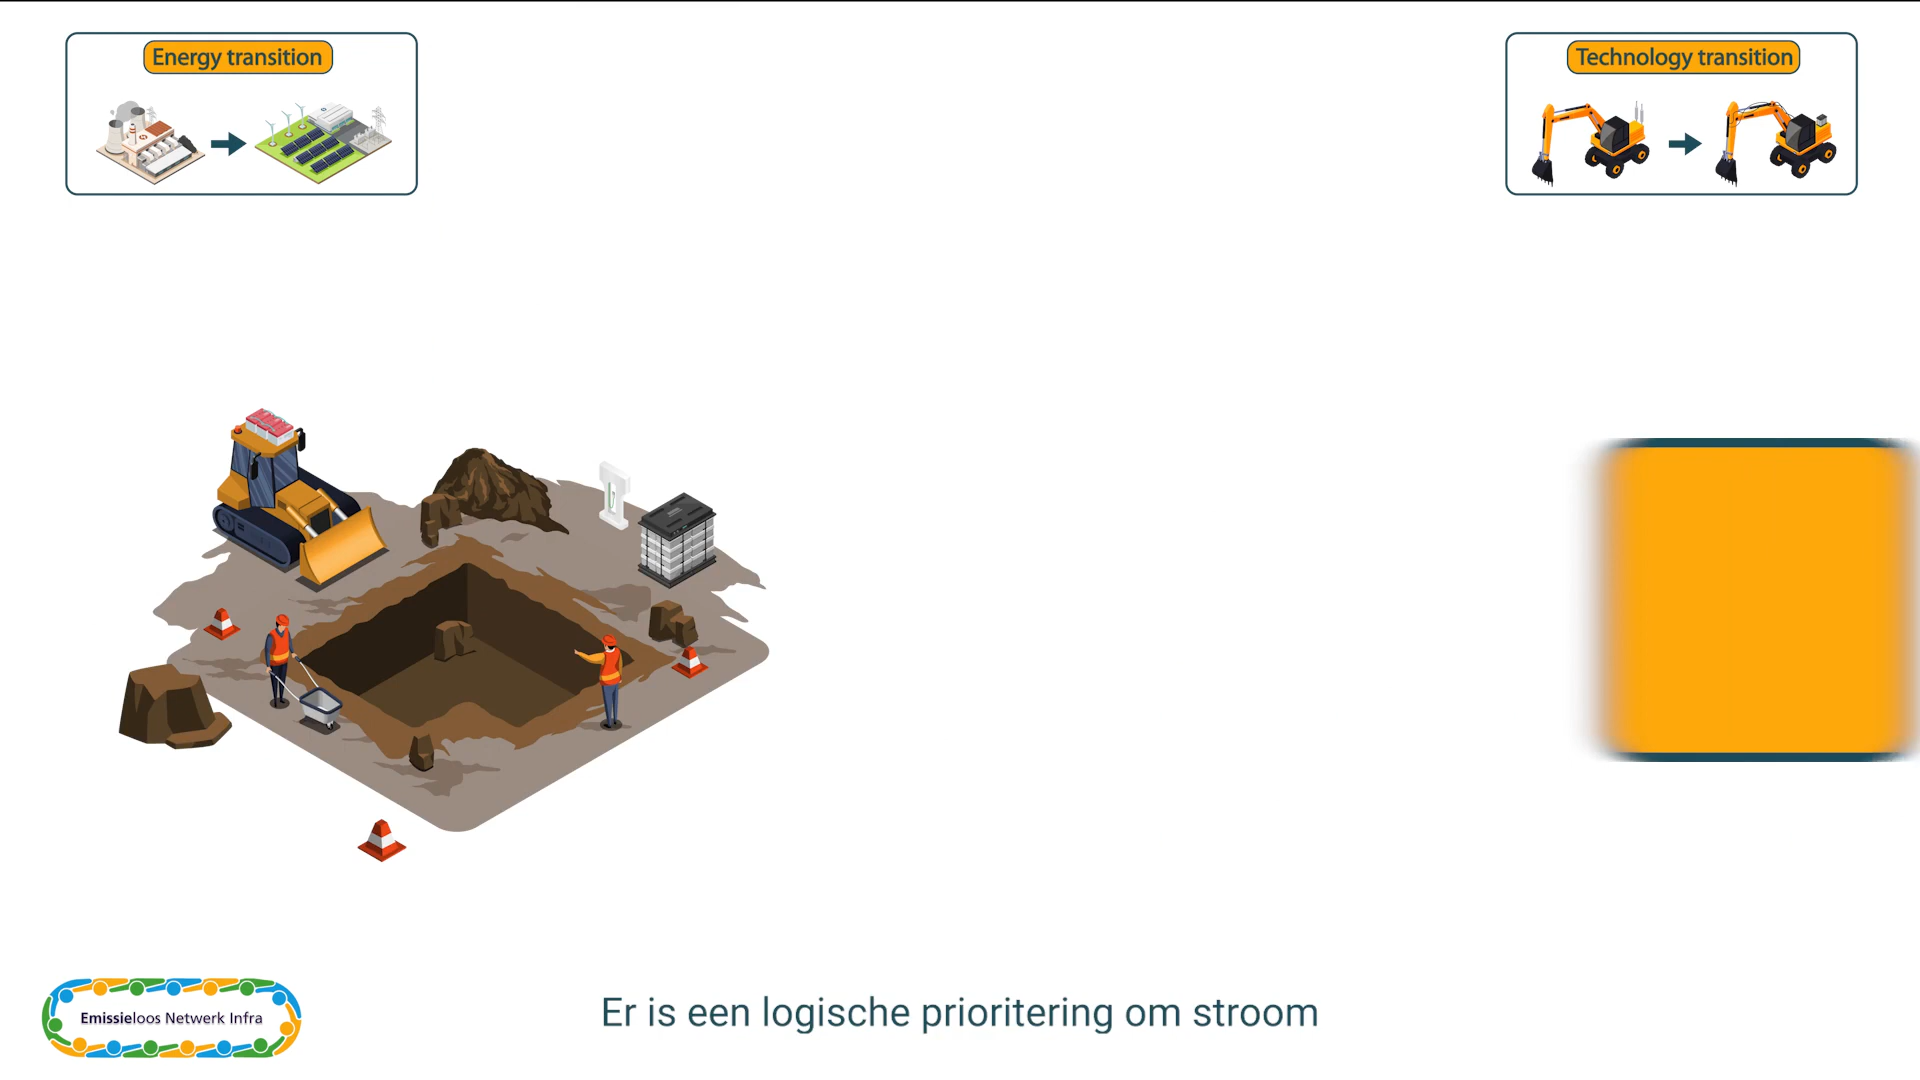 Energy transition
Technology transition
Emissieloos Netwerk Infra
Er is een logische prioritering om stroom